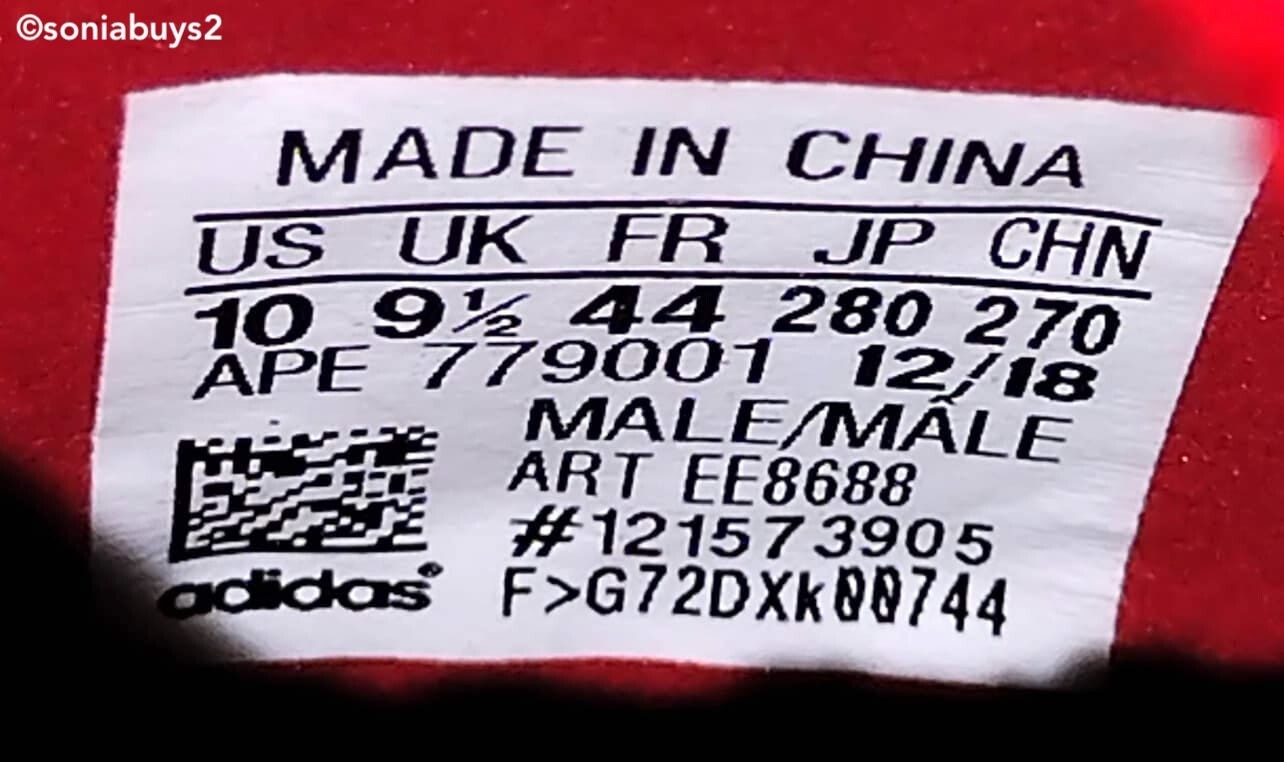 ©soniabuys2
MADE IN CHINA
US UK FR JP CHN
10 9½ 44 280 270
APE 779001 12/18
MALE/MÂLE
ART EE8688
#121573905
adidas® F>G72DXk00744